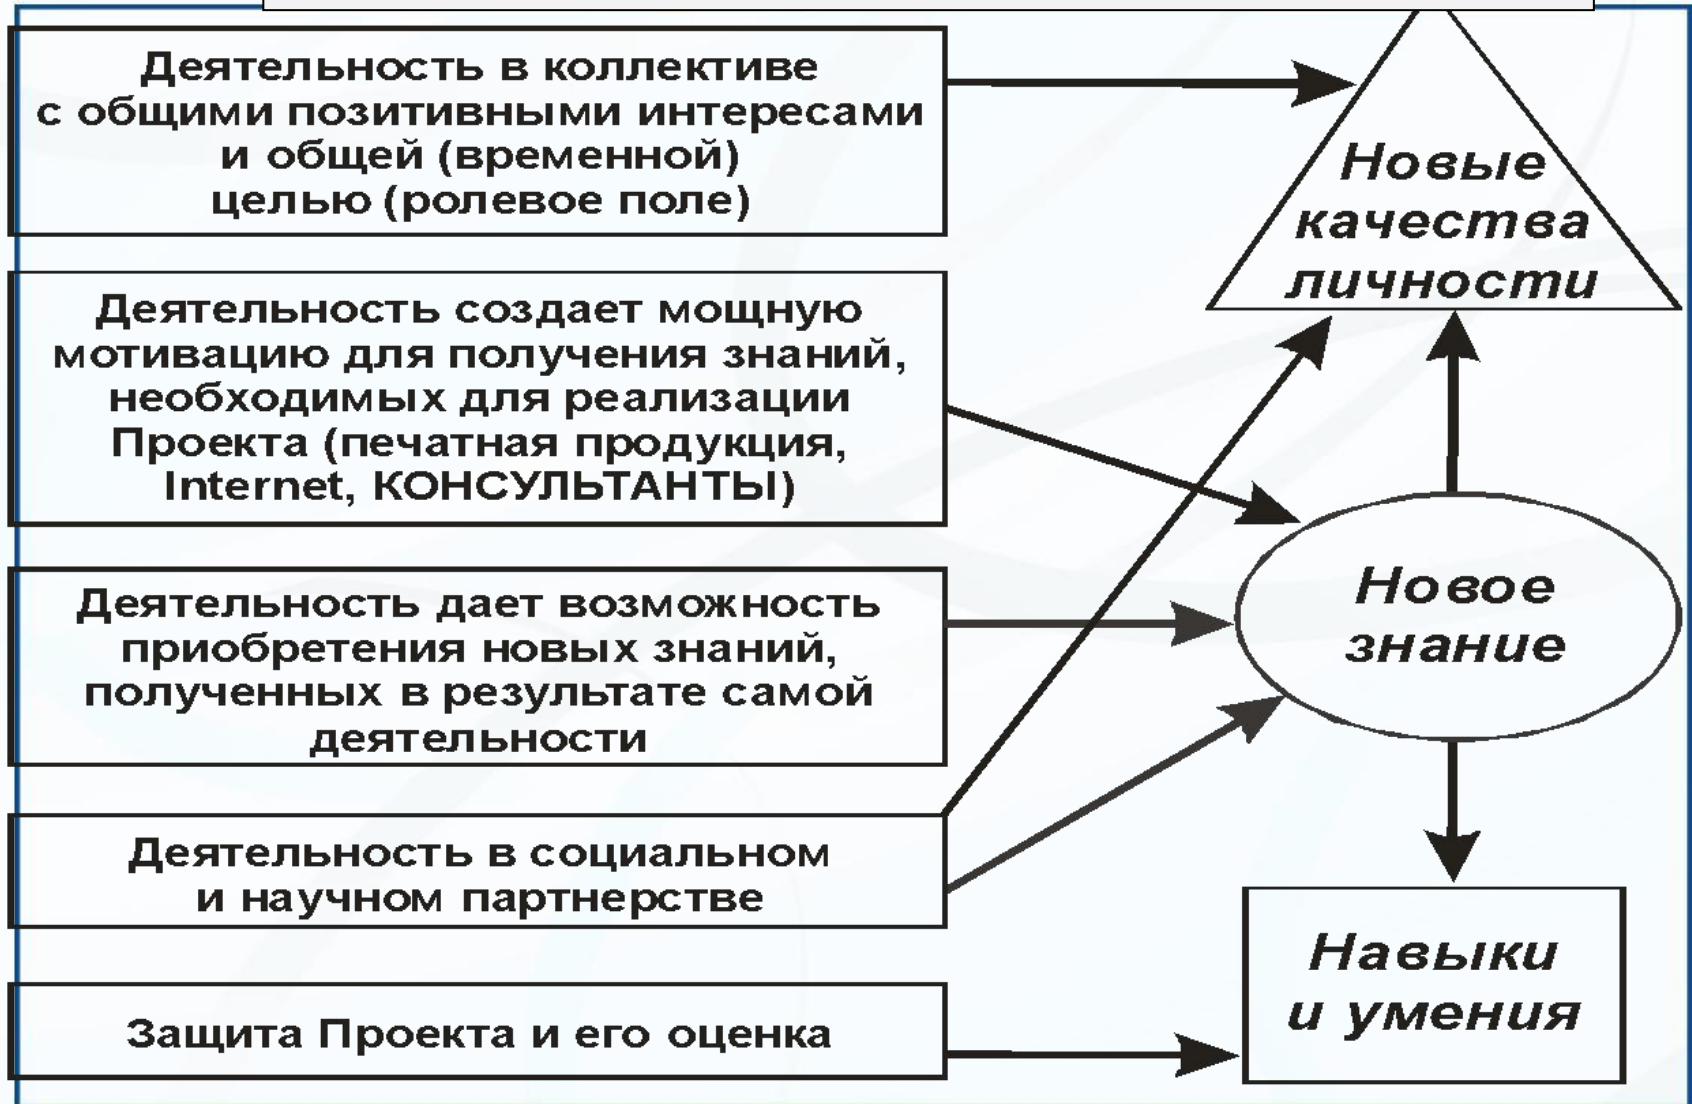 Деятельность в коллективе
с общими позитивными интересами
и общей (временной)
целью (ролевое поле)
Деятельность создает мощную
мотивацию для получения знаний,
необходимых для реализации
Проекта (печатная продукция,
Internet, КОНСУЛЬТАНТЫ)
Деятельность дает возможность
приобретения новых знаний,
полученных в результате самой
деятельности
Деятельность в социальном
и научном партнерстве
Защита Проекта и его оценка
Новые
качества
личности
Новое
знание
Навыки
и умения